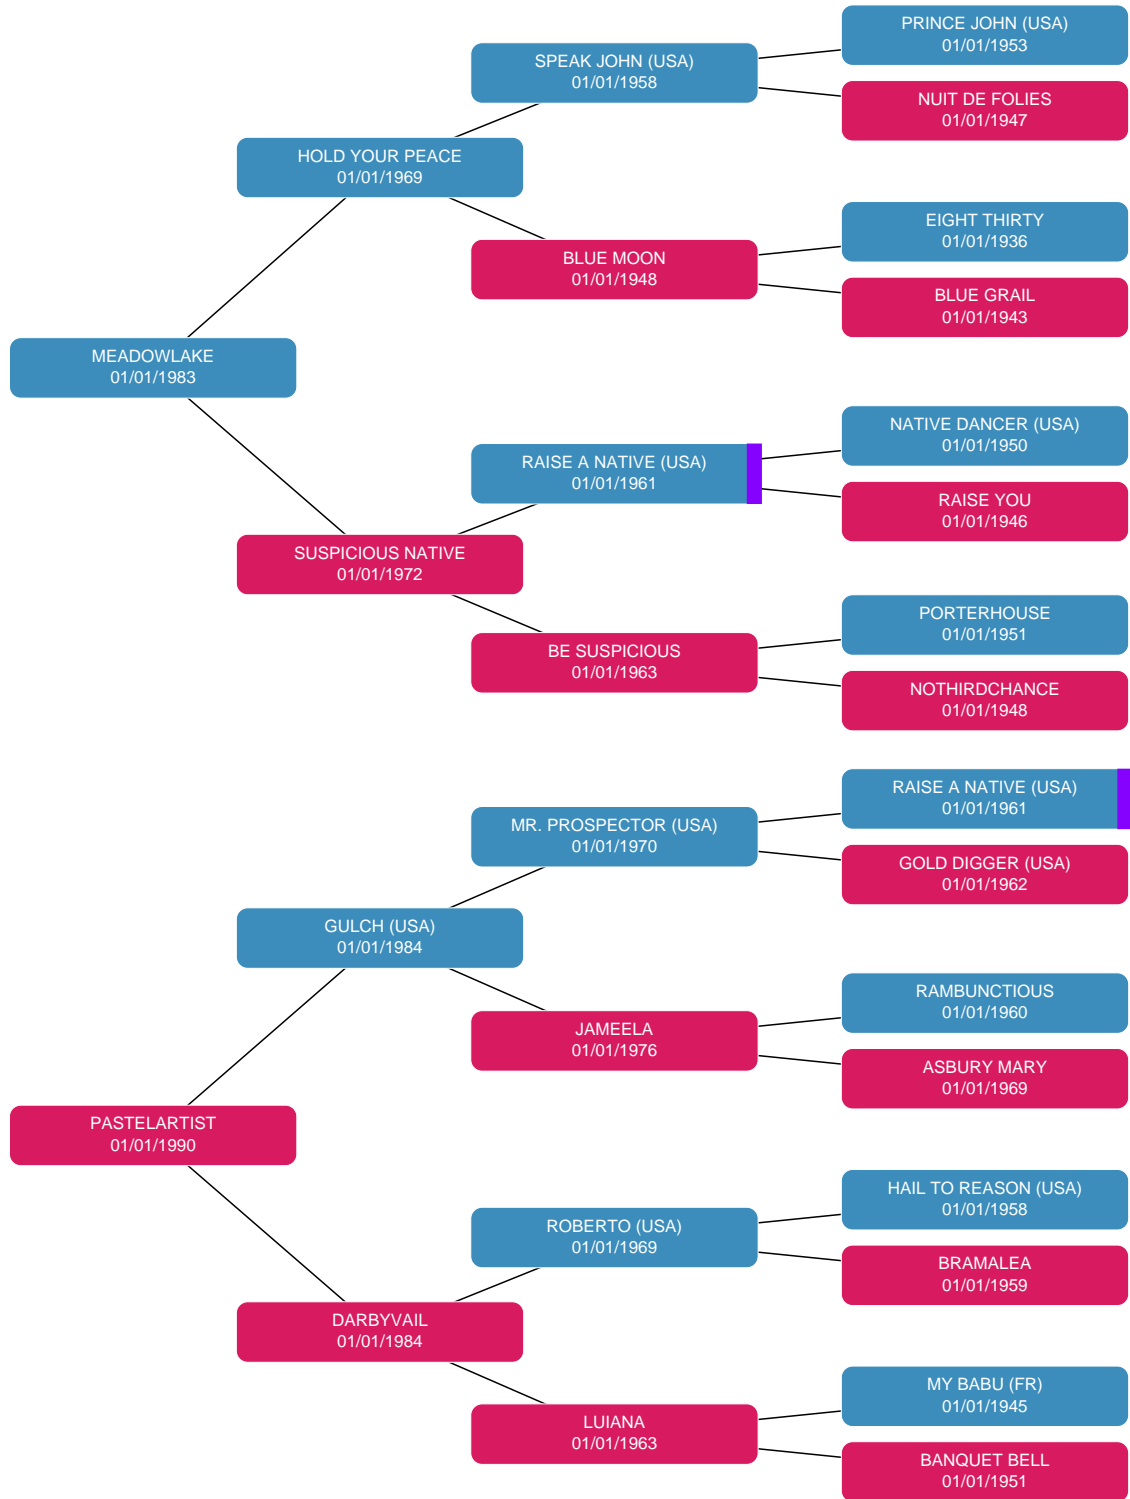 PRINCE JOHN (USA)
01/01/1953
SPEAK JOHN (USA)
01/01/1958
NUIT DE FOLIES
01/01/1947
HOLD YOUR PEACE
01/01/1969
EIGHT THIRTY
01/01/1936
BLUE MOON
01/01/1948
BLUE GRAIL
01/01/1943
MEADOWLAKE
01/01/1983
NATIVE DANCER (USA)
01/01/1950
RAISE A NATIVE (USA)
01/01/1961
RAISE YOU
01/01/1946
SUSPICIOUS NATIVE
01/01/1972
PORTERHOUSE
01/01/1951
BE SUSPICIOUS
01/01/1963
NOTHIRDCHANCE
01/01/1948
RAISE A NATIVE (USA)
01/01/1961
MR. PROSPECTOR (USA)
01/01/1970
GOLD DIGGER (USA)
01/01/1962
GULCH (USA)
01/01/1984
RAMBUNCTIOUS
01/01/1960
JAMEELA
01/01/1976
ASBURY MARY
01/01/1969
PASTELARTIST
01/01/1990
HAIL TO REASON (USA)
01/01/1958
ROBERTO (USA)
01/01/1969
BRAMALEA
01/01/1959
DARBYVAIL
01/01/1984
MY BABU (FR)
01/01/1945
LUIANA
01/01/1963
BANQUET BELL
01/01/1951